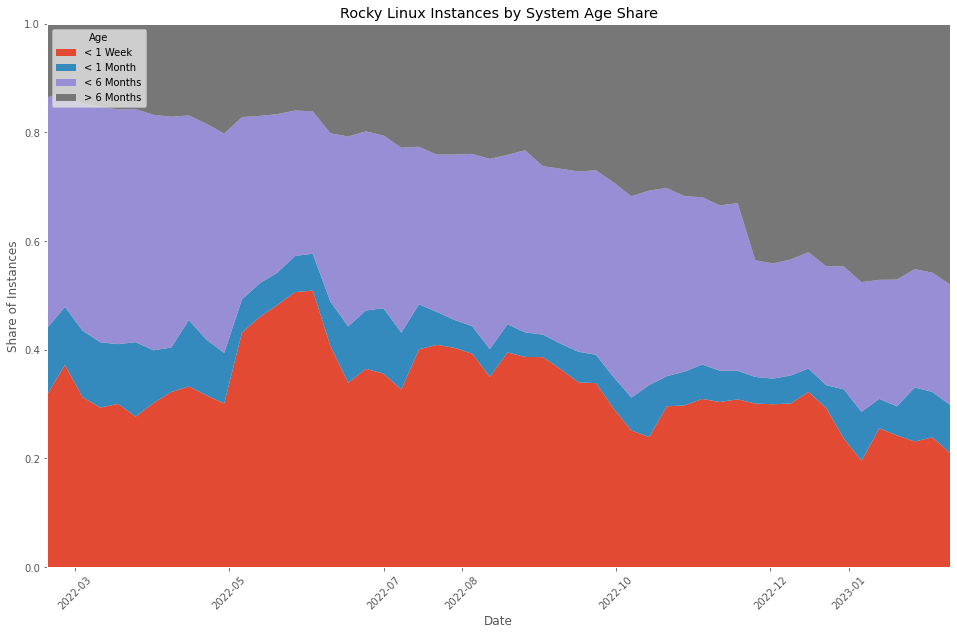 Rocky Linux Instances by System Age Share
1.0
Age
< 1 Week
< 1 Month
< 6 Months
> 6 Months
0.8
0.6
0.4
0.2
0.0
Share of Instances
2022-03
2022-05
2022-07
2022-08
2022-10
2022-12
2023-01
Date